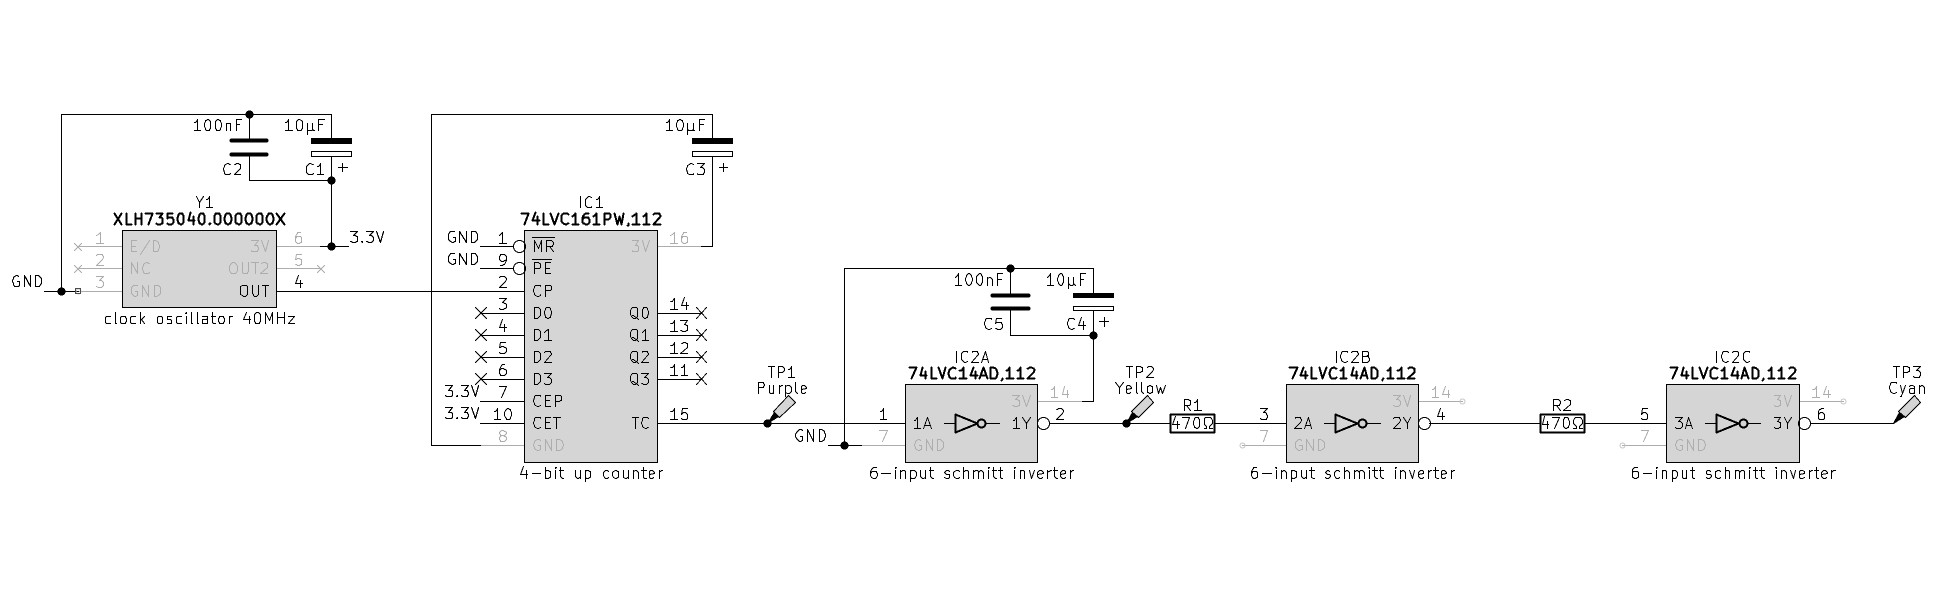 100nF
10µF
C2
C1
+
Y1
XLH735040.000000X
1
E/D
3V
6
3.3V
2
NC
OUT2
5
GND
3
GND
OUT
4
clock oscillator 40MHz
10µF
C3
+
IC1
74LVC161PW,112
GND
1
MR
3V
16
GND
9
PE
2
CP
3
D0
Q0
14
4
D1
Q1
13
5
D2
Q2
12
6
D3
Q3
11
3.3V
7
CEP
3.3V
10
CET
TC
15
8
GND
4-bit up counter
TP1
Purple
100nF
10µF
C5
C4
+
IC2A
74LVC14AD,112
3V
14
1
1A
1Y
2
GND
7
GND
6-input schmitt inverter
TP2
Yellow
R1
470Ω
IC2B
74LVC14AD,112
3V
14
3
2A
2Y
4
7
GND
6-input schmitt inverter
R2
470Ω
IC2C
74LVC14AD,112
3V
14
5
3A
3Y
6
7
GND
6-input schmitt inverter
TP3
Cyan